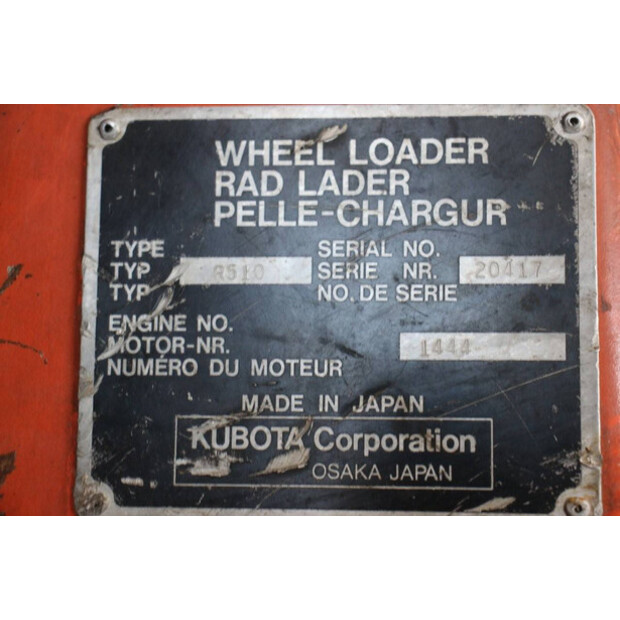 WHEEL LOADER
RAD LADER
PELLE-CHARGUR
TYPE SERIAL NO.
TYP R510 SERIE NR. 20417
TYP NO. DE SERIE
ENGINE NO.
MOTOR-NR. 1444
NUMÉRO DU MOTEUR
MADE IN JAPAN
KUBOTA Corporation
OSAKA JAPAN